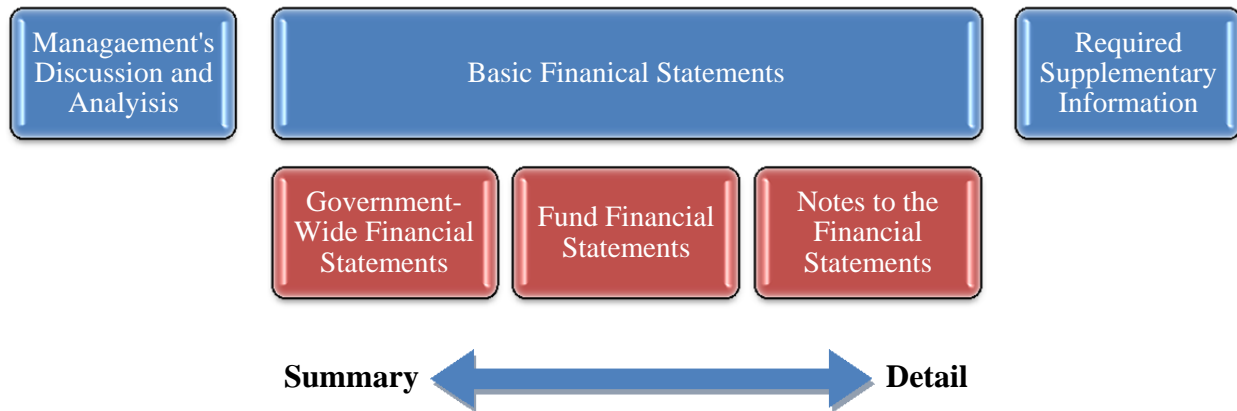 Managaement's
Discussion and
Analyisis
Basic Finanical Statements
Required
Supplementary
Information
Government-
Wide Financial
Statements
Fund Financial
Statements
Notes to the
Financial
Statements
Summary
Detail